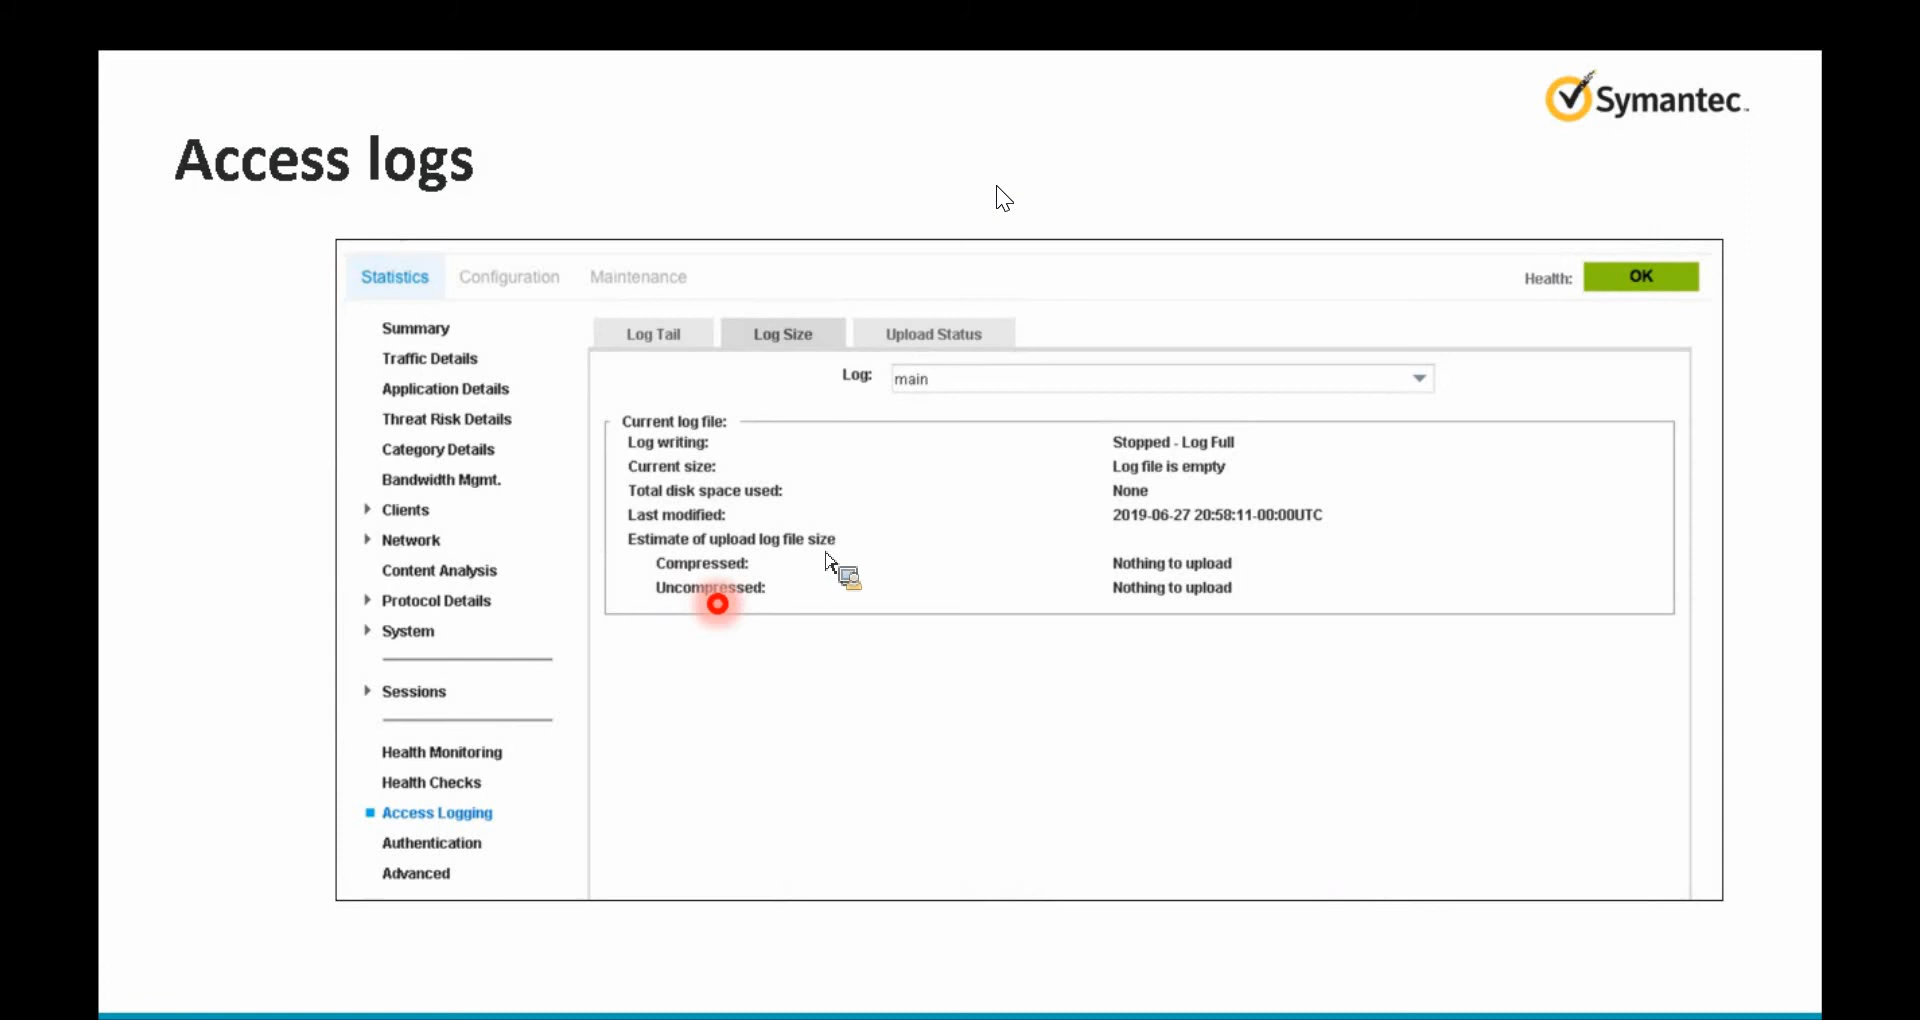 Symantec™
Access logs
Statistics Configuration Maintenance
Health: OK
Summary
Traffic Details
Application Details
Threat Risk Details
Category Details
Bandwidth Mgmt.
Clients
Network
Content Analysis
Protocol Details
System
Sessions
Health Monitoring
Health Checks
Access Logging
Authentication
Advanced
Log Tail Log Size Upload Status
Log: main
Current log file:
Log writing: Stopped - Log Full
Current size: Log file is empty
Total disk space used: None
Last modified: 2019-06-27 20:58:11-00:00UTC
Estimate of upload log file size
Compressed: Nothing to upload
Uncompressed: Nothing to upload